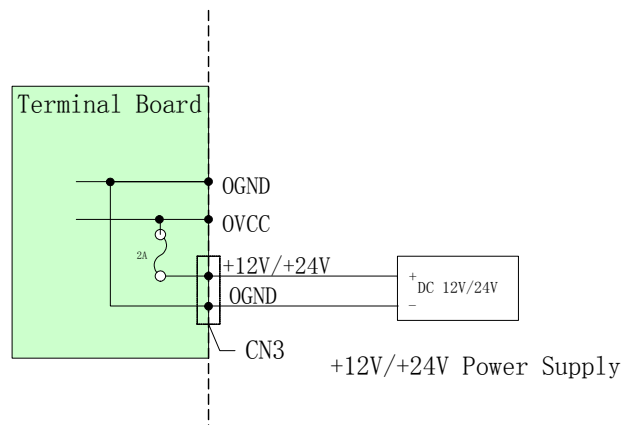 Terminal Board
OGND
OVCC
2A
+12V/+24V
OGND
+
DC 12V/24V
-
CN3
+12V/+24V Power Supply